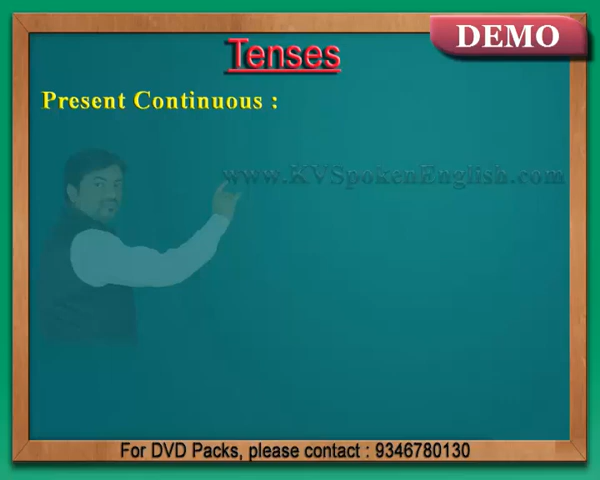 DEMO
Tenses
Present Continuous :
www.KVSpokenEnglish.com
For DVD Packs, please contact : 9346780130